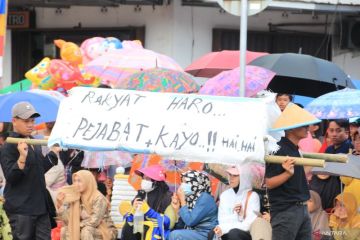 RAKYAT HARO...
PEJABAT + KAYO..!! HAI.HAI